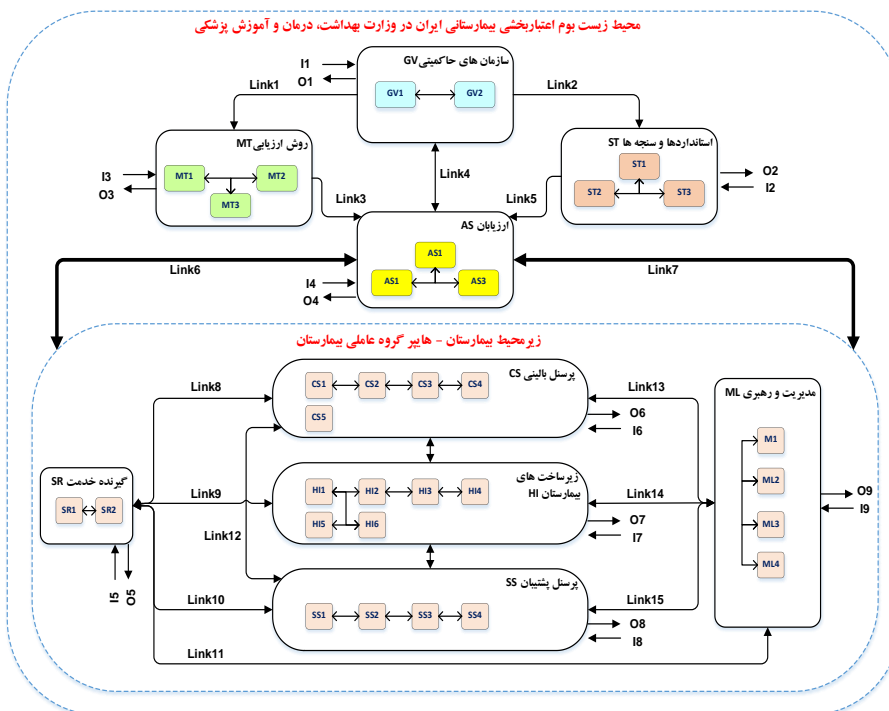 محیط زیست بوم اعتباربخشی بیمارستانی ایران در وزارت بهداشت، درمان و آموزش پزشکی
سازمان های حاکمیتی GV
I1
O1
GV1
GV2
Link1
Link2
روش ارزیابی MT
MT1
MT2
MT3
I3
O3
Link4
استانداردها و سنجه ها ST
ST1
ST2
ST3
O2
I2
Link3
Link5
ارزیابان AS
AS1
AS1
AS3
I4
O4
Link6
Link7
زیرمحیط بیمارستان - هایپر گروه عاملی بیمارستان
پرسنل بالینی CS
CS1
CS2
CS3
CS4
CS5
O6
I6
Link8
Link13
مدیریت و رهبری ML
M1
ML2
ML3
ML4
O9
I9
گیرنده خدمت SR
SR1
SR2
I5
O5
Link9
Link12
زیرساخت های
بیمارستان HI
HI1
HI2
HI3
HI4
HI5
HI6
O7
I7
Link14
پرسنل پشتیبان SS
SS1
SS2
SS3
SS4
O8
I8
Link10
Link15
Link11